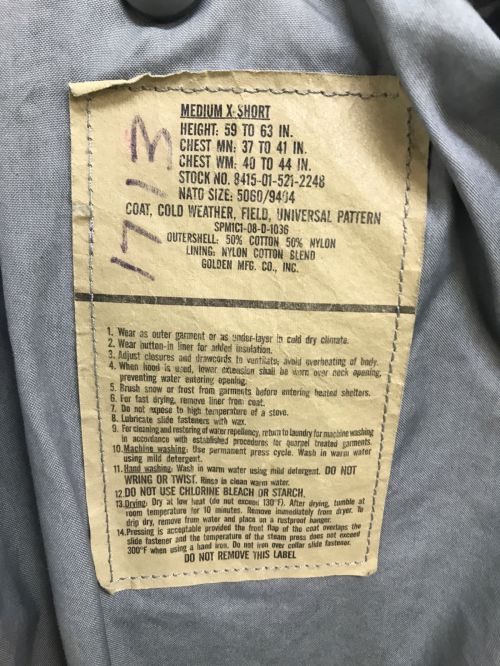 1713
MEDIUM X-SHORT
HEIGHT: 59 TO 63 IN.
CHEST MN: 37 TO 41 IN.
CHEST WM: 40 TO 44 IN.
STOCK NO. 8415-01-521-2248
NATO SIZE: 5060/9404
COAT, COLD WEATHER, FIELD, UNIVERSAL PATTERN
SPM1C1-08-D-1036
OUTERSHELL: 50% COTTON 50% NYLON
LINING: NYLON COTTON BLEND
GOLDEN MFG. CO., INC.
1. Wear as outer garment or as under-layer in cold dry climate.
2. Wear button-in liner for added insulation.
3. Adjust closures and drawcords to ventilate; avoid overheating of body.
4. When hood is used, lower extension shall be worn over neck opening,
preventing water entering opening.
5. Brush snow or frost from garments before entering heated shelters.
6. For fast drying, remove liner from coat.
7. Do not expose to high temperature of a stove.
8. Lubricate slide fasteners with wax.
9. For cleaning and restoring of water repellency, return to laundry for machine washing
in accordance with established procedures for quarpel treated garments.
10. Machine washing: Use permanent press cycle. Wash in warm water
using mild detergent.
11. Hand washing: Wash in warm water using mild detergent. DO NOT
WRING OR TWIST. Rinse in clean warm water.
12. DO NOT USE CHLORINE BLEACH OR STARCH.
13. Drying: Dry at low heat (do not exceed 130°F). After drying, tumble at
room temperature for 10 minutes. Remove immediately from dryer. To
drip dry, remove from water and place on a rustproof hanger.
14. Pressing is acceptable provided the front flap of the coat overlaps the
slide fastener and the temperature of the steam press does not exceed
300°F when using a hand iron. Do not iron over collar slide fastener.
DO NOT REMOVE THIS LABEL